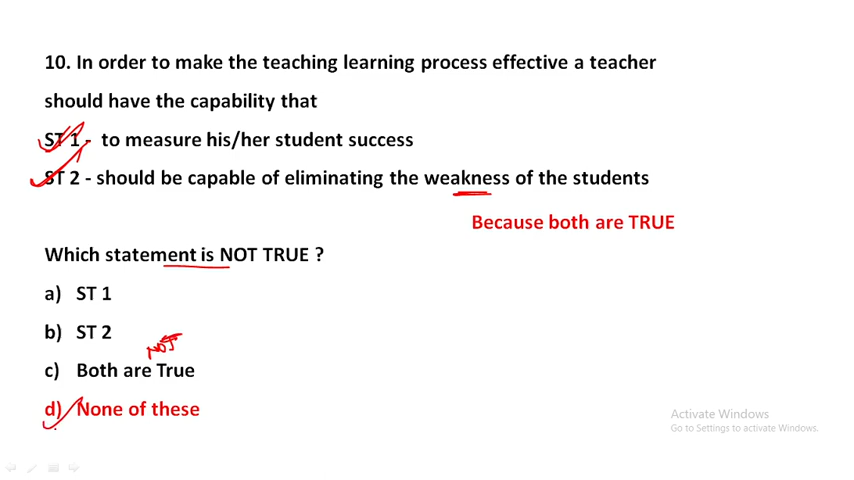 10. In order to make the teaching learning process effective a teacher
should have the capability that
ST 1 - to measure his/her student success
ST 2 - should be capable of eliminating the weakness of the students
Because both are TRUE
Which statement is NOT TRUE ?
a) ST 1
b) ST 2
NOT
c) Both are True
d) None of these
Activate Windows
Go to Settings to activate Windows.